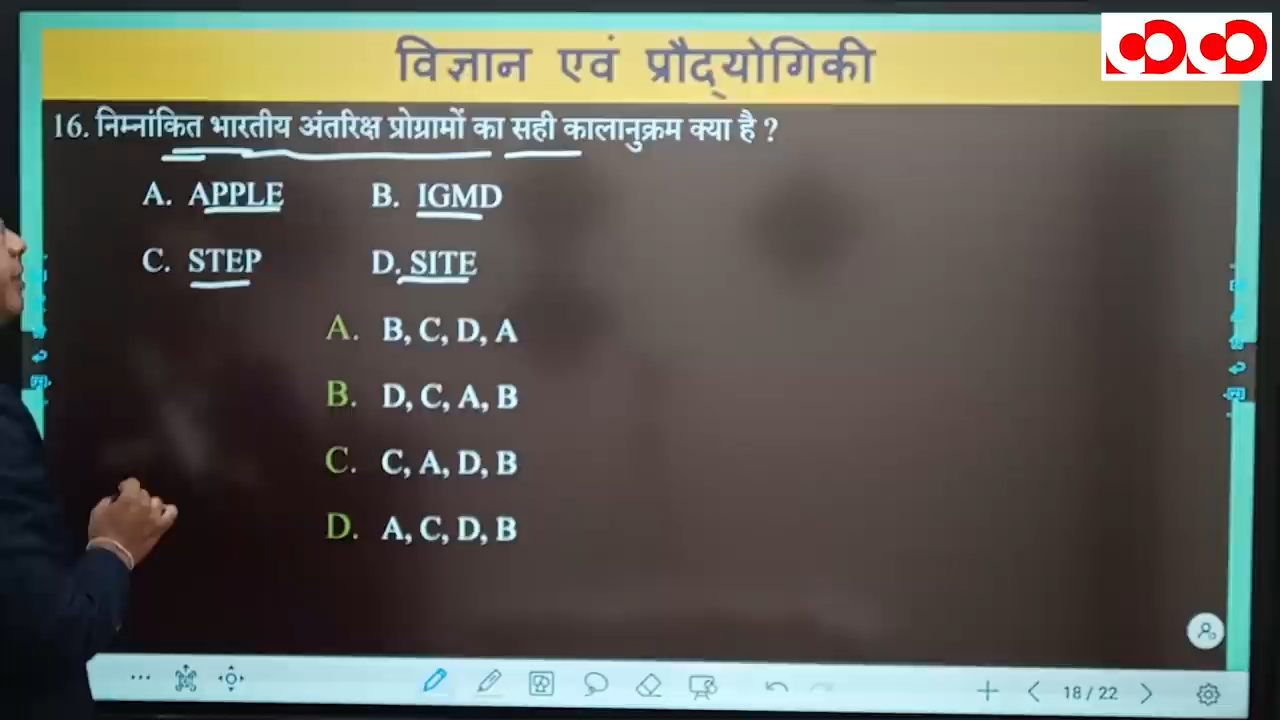 विज्ञान एवं प्रौद्‌योगिकी
16. निम्नांकित भारतीय अंतरिक्ष प्रोग्रामों का सही कालानुक्रम क्या है ?
A. APPLE B. IGMD
C. STEP D. SITE
A. B, C, D, A
B. D, C, A, B
C. C, A, D, B
D. A, C, D, B
18 / 22